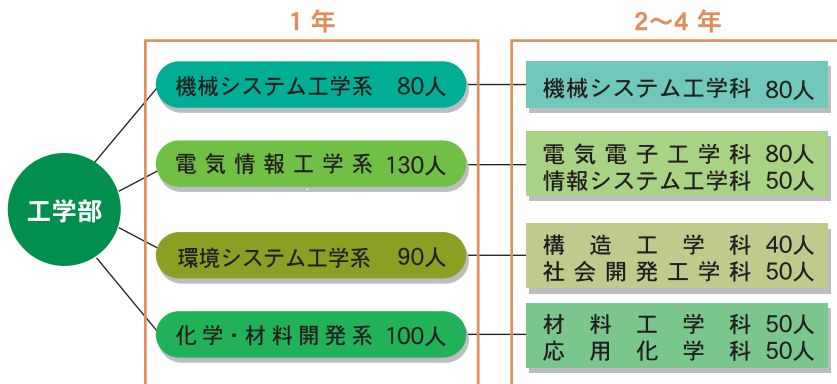 1 年
2～4 年
工学部
機械システム工学系 80人
機械システム工学科 80人
電気情報工学系 130人
電気電子工学科 80人
情報システム工学科 50人
環境システム工学系 90人
構造工学科 40人
社会開発工学科 50人
化学・材料開発系 100人
材料工学科 50人
応用化学科 50人